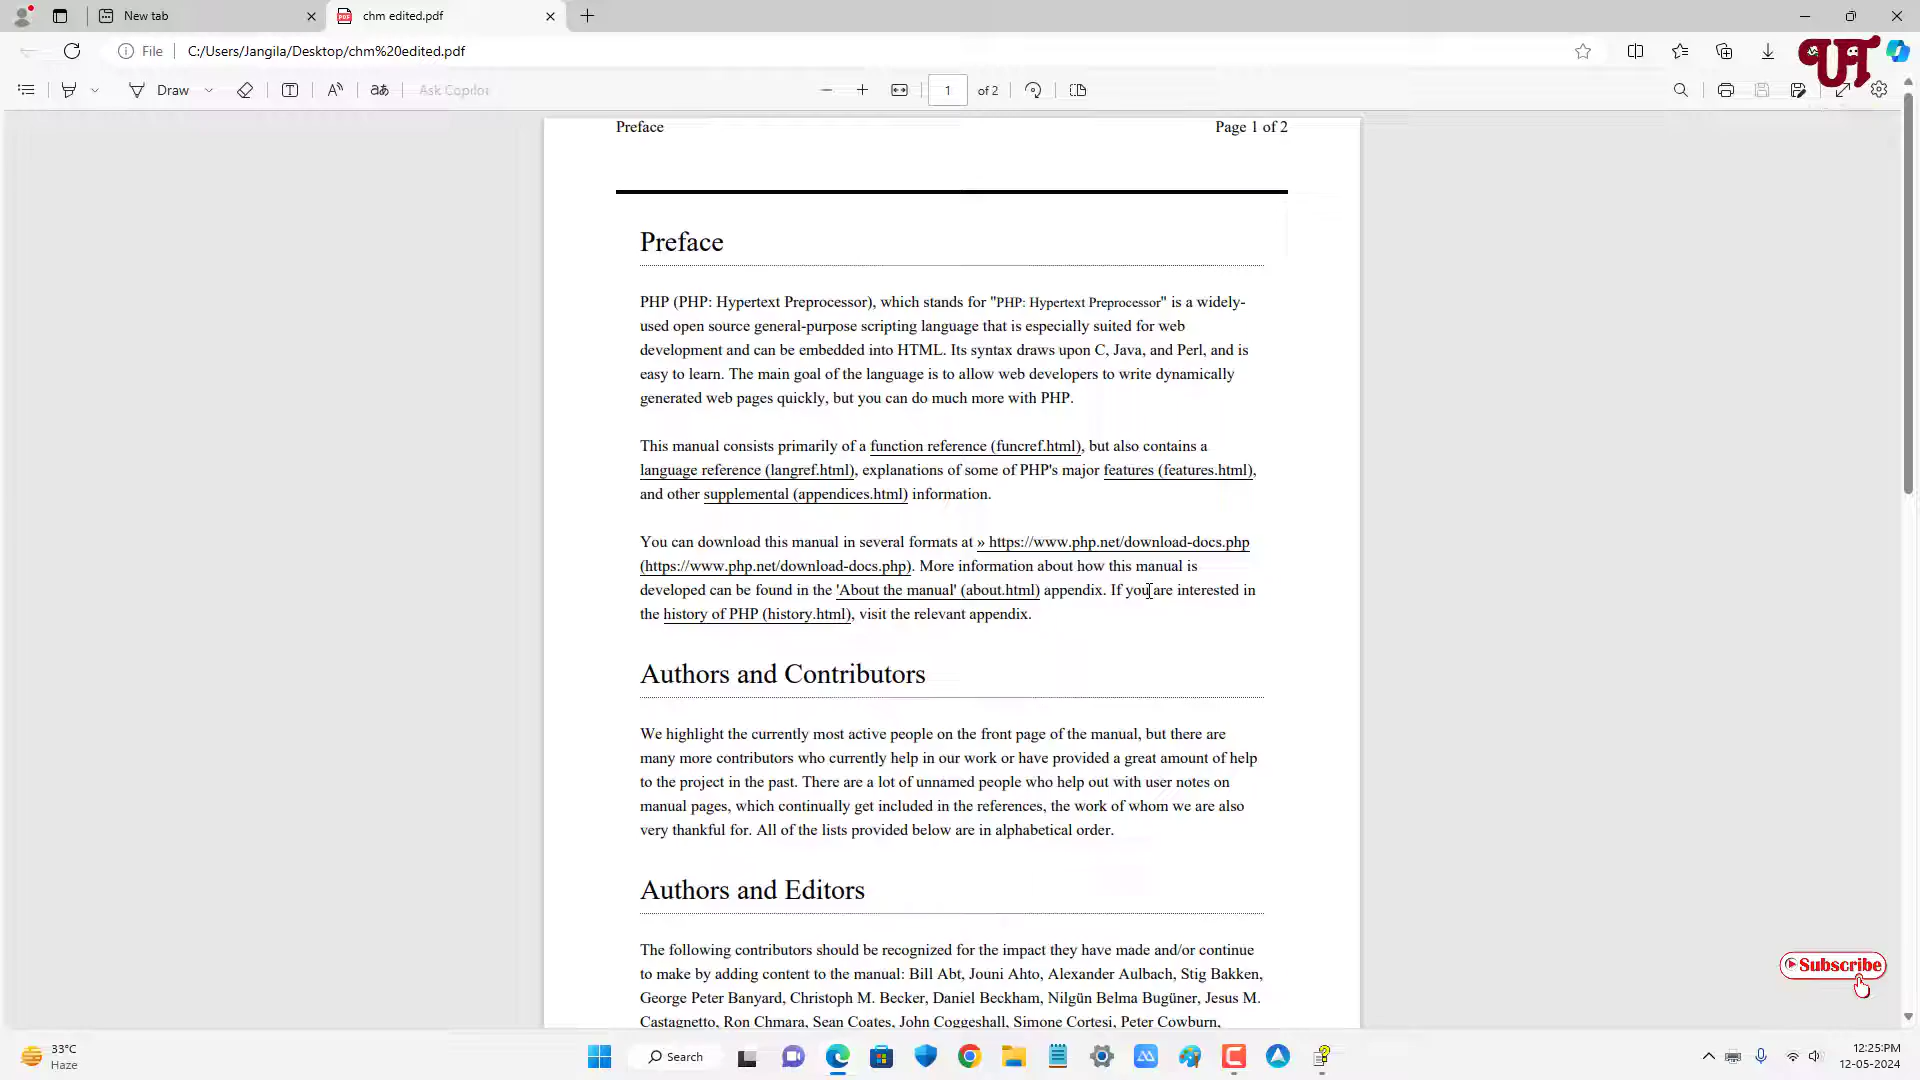 New tab
PDF
chm edited.pdf
File
C:/Users/Jangila/Desktop/chm%20edited.pdf
UT
Draw
aあ
Ask Copilot
1
of 2
Preface
Page 1 of 2
Preface
PHP (PHP: Hypertext Preprocessor), which stands for "PHP: Hypertext Preprocessor" is a widely-
used open source general-purpose scripting language that is especially suited for web
development and can be embedded into HTML. Its syntax draws upon C, Java, and Perl, and is
easy to learn. The main goal of the language is to allow web developers to write dynamically
generated web pages quickly, but you can do much more with PHP.
This manual consists primarily of a function reference (funcref.html), but also contains a
language reference (langref.html), explanations of some of PHP's major features (features.html),
and other supplemental (appendices.html) information.
You can download this manual in several formats at » https://www.php.net/download-docs.php
(https://www.php.net/download-docs.php). More information about how this manual is
developed can be found in the 'About the manual' (about.html) appendix. If you are interested in
the history of PHP (history.html), visit the relevant appendix.
Authors and Contributors
We highlight the currently most active people on the front page of the manual, but there are
many more contributors who currently help in our work or have provided a great amount of help
to the project in the past. There are a lot of unnamed people who help out with user notes on
manual pages, which continually get included in the references, the work of whom we are also
very thankful for. All of the lists provided below are in alphabetical order.
Authors and Editors
The following contributors should be recognized for the impact they have made and/or continue
to make by adding content to the manual: Bill Abt, Jouni Ahto, Alexander Aulbach, Stig Bakken,
George Peter Banyard, Christoph M. Becker, Daniel Beckham, Nilgün Belma Bugüner, Jesus M.
Castagnetto, Ron Chmara, Sean Coates, John Coggeshall, Simone Cortesi, Peter Cowburn,
Subscribe
33°C
Haze
Search
12:25PM
12-05-2024